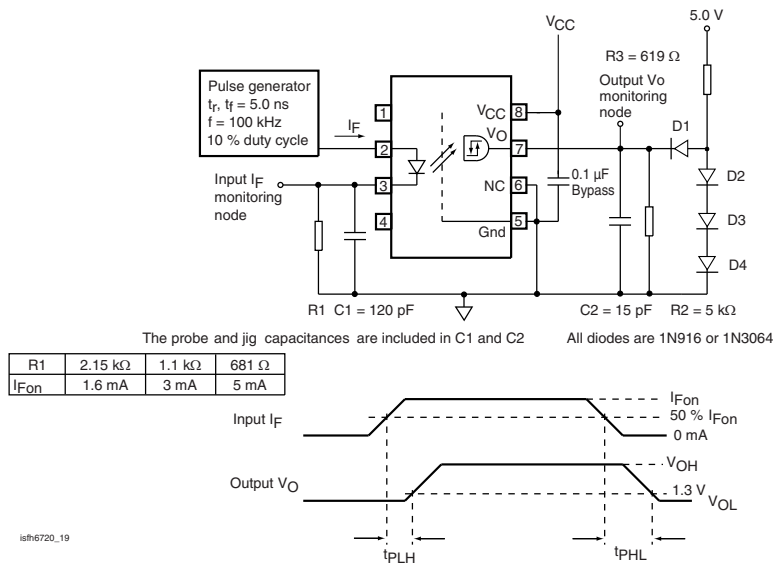 VCC
5.0 V
R3 = 619 Ω
Output Vo
monitoring
node
Pulse generator
tr, tf = 5.0 ns
f = 100 kHz
10 % duty cycle
IF
1
2
3
4
VCC
8
VO
7
NC
6
5
Gnd
0.1 µF
Bypass
D1
D2
D3
D4
Input IF
monitoring
node
R1 C1 = 120 pF
C2 = 15 pF
R2 = 5 kΩ
The probe and jig capacitances are included in C1 and C2
All diodes are 1N916 or 1N3064
R1 2.15 kΩ 1.1 kΩ 681 Ω
IFon 1.6 mA 3 mA 5 mA
Input IF
IFon
50 % IFon
0 mA
Output VO
VOH
1.3 V
VOL
tPLH
tPHL
isfh6720_19